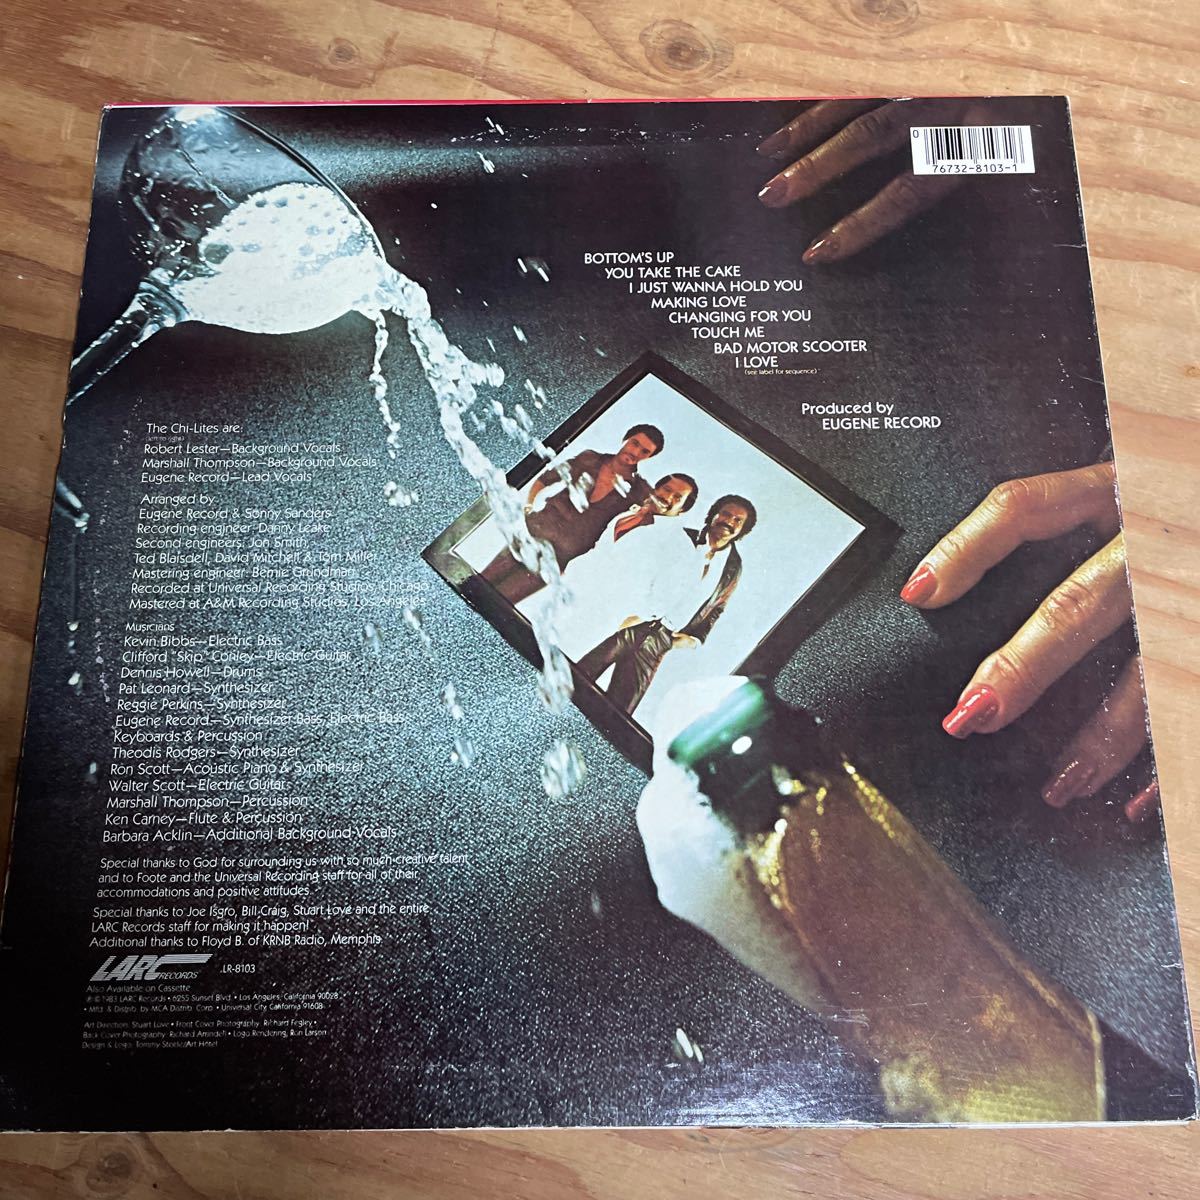 0
76732-8103-1
BOTTOM'S UP
YOU TAKE THE CAKE
I JUST WANNA HOLD YOU
MAKING LOVE
CHANGING FOR YOU
TOUCH ME
BAD MOTOR SCOOTER
I LOVE
(see label for sequence)
Produced by
EUGENE RECORD
The Chi-Lites are:
(left to right)
Robert Lester—Background Vocals
Marshall Thompson—Background Vocals
Eugene Record—Lead Vocals
Arranged by
Eugene Record & Sonny Sanders
Recording engineer: Danny Leake
Second engineers: Jon Smith,
Ted Blaisdell, David Mitchell & Tom Miller
Mastering engineer: Bernie Grundman
Recorded at Universal Recording Studios, Chicago
Mastered at A&M Recording Studios, Los Angeles
Musicians
Kevin Bibbs—Electric Bass
Clifford "Skip" Conley—Electric Guitar
Dennis Howell—Drums
Pat Leonard—Synthesizer
Reggie Perkins—Synthesizer
Eugene Record—Synthesizer Bass, Electric Bass
Keyboards & Percussion
Theodis Rodgers—Synthesizer
Ron Scott—Acoustic Piano & Synthesizer
Walter Scott—Electric Guitar
Marshall Thompson—Percussion
Ken Carney—Flute & Percussion
Barbara Acklin—Additional Background Vocals
Special thanks to God for surrounding us with so much creative talent
and to Foote and the Universal Recording staff for all of their
accommodations and positive attitudes.
Special thanks to Joe Isgro, Bill Craig, Stuart Love and the entire
LARC Records staff for making it happen!
Additional thanks to Floyd B. of KRNB Radio, Memphis
LARC RECORDS LR-8103
Also Available on Cassette
℗ © 1983 LARC Records • 6255 Sunset Blvd • Los Angeles, California 90028
• Mfd. & Distrib. by MCA Distrib. Corp. • Universal City, California 91608
Art Direction: Stuart Love • Front Cover Photography: Richard Fegley •
Back Cover Photography: Richard • Logo Rendering, Ron Larson
Design & Logo: Tommy Steele/Art Hotel